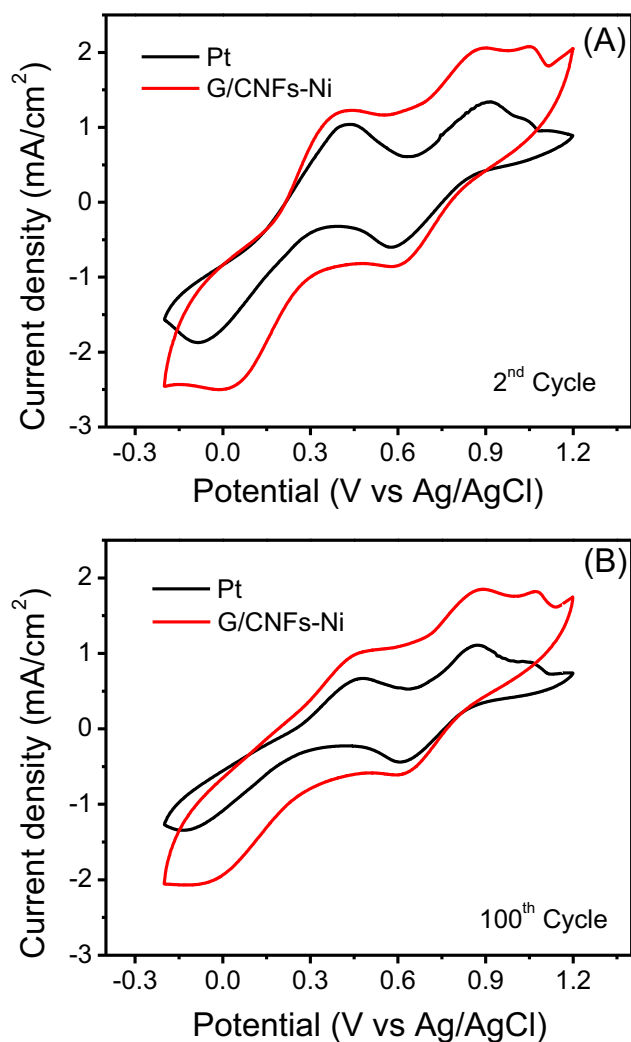 (A)
Pt
G/CNFs-Ni
2
1
0
-1
-2
-3
Current density (mA/cm²)
2nd Cycle
-0.3 0.0 0.3 0.6 0.9 1.2
Potential (V vs Ag/AgCl)
(B)
Pt
G/CNFs-Ni
2
1
0
-1
-2
-3
Current density (mA/cm²)
100th Cycle
-0.3 0.0 0.3 0.6 0.9 1.2
Potential (V vs Ag/AgCl)